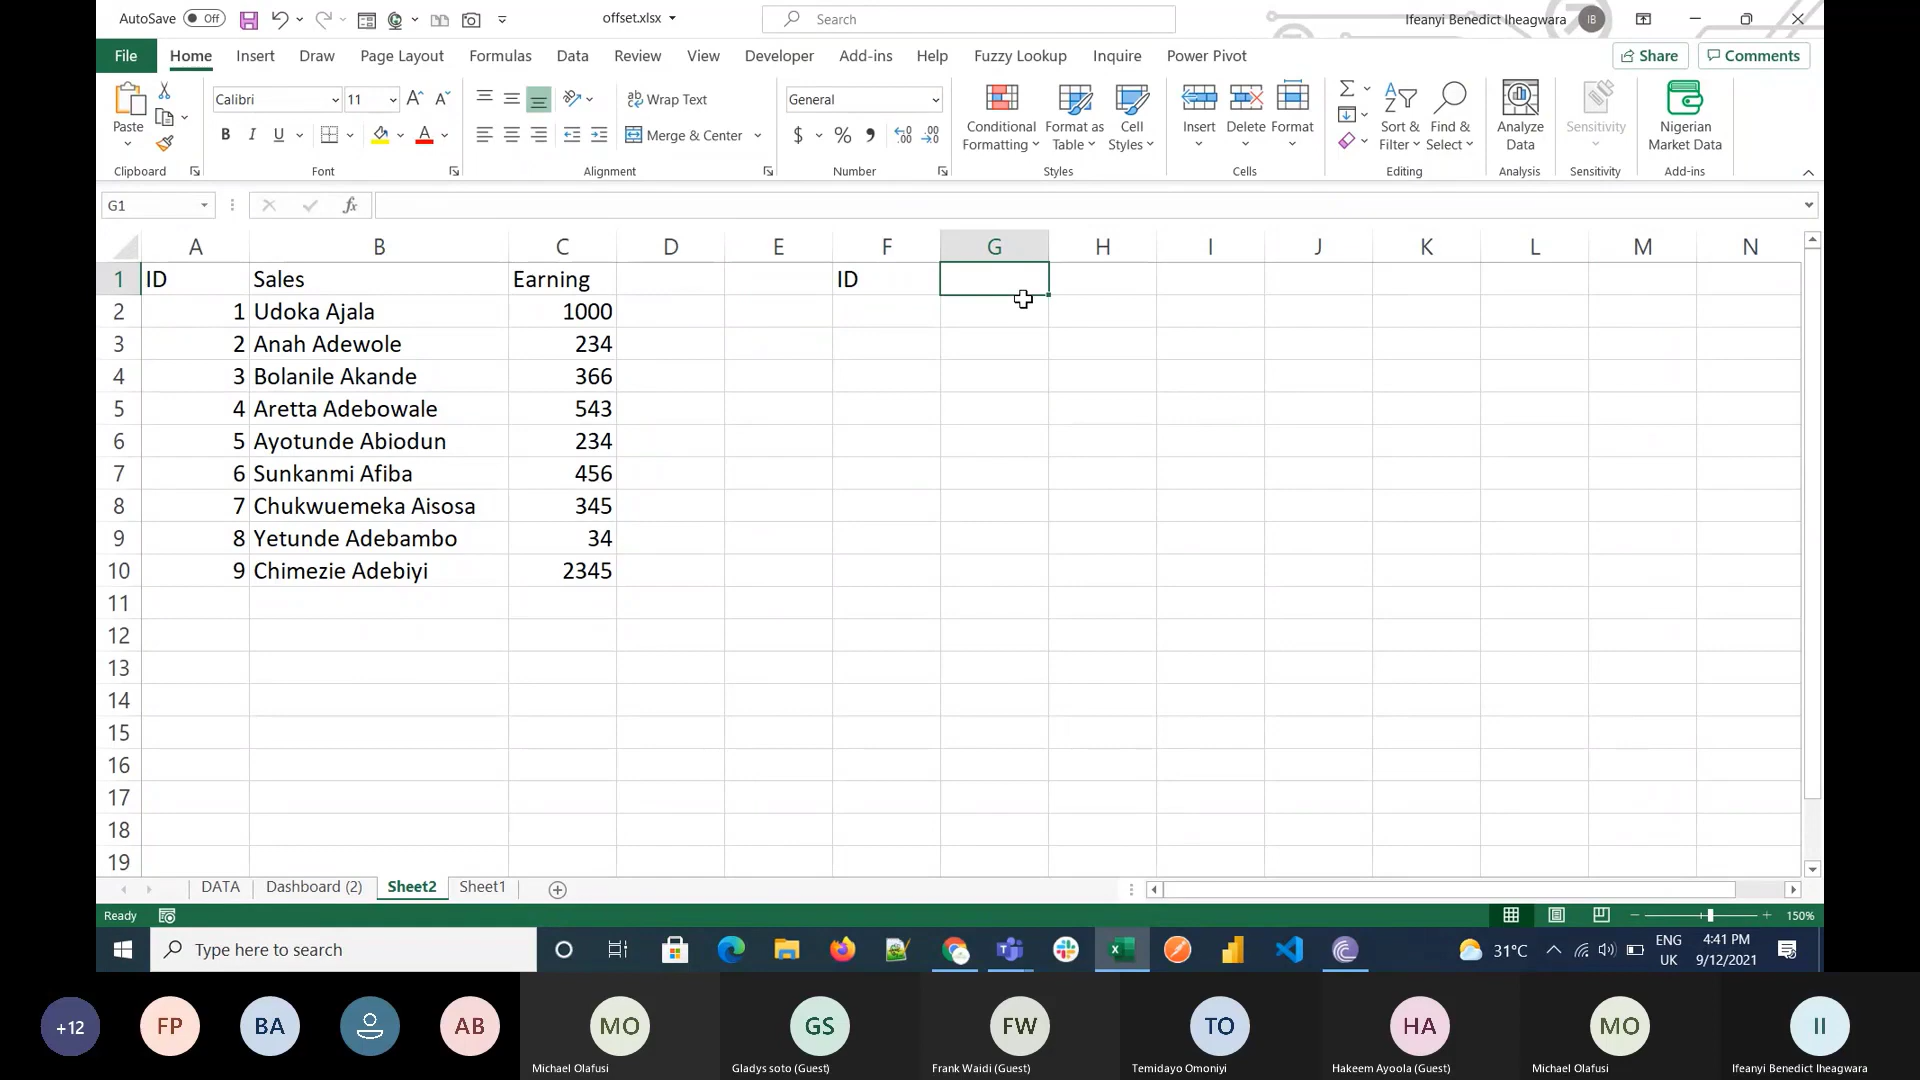 AutoSave Off offset.xlsx Search Ifeanyi Benedict Iheagwara IB
File Home Insert Draw Page Layout Formulas Data Review View Developer Add-ins Help Fuzzy Lookup Inquire Power Pivot Share Comments
Calibri 11 Wrap Text General
Paste B I U Merge & Center $ % Conditional Formatting Format as Table Cell Styles Insert Delete Format Sort & Filter Find & Select Analyze Data Sensitivity Nigerian Market Data
Clipboard Font Alignment Number Styles Cells Editing Analysis Sensitivity Add-ins
G1 fx
A B C D E F G H I J K L M N
1 ID Sales Earning ID
2 1 Udoka Ajala 1000
3 2 Anah Adewole 234
4 3 Bolanile Akande 366
5 4 Aretta Adebowale 543
6 5 Ayotunde Abiodun 234
7 6 Sunkanmi Afiba 456
8 7 Chukwuemeka Aisosa 345
9 8 Yetunde Adebambo 34
10 9 Chimezie Adebiyi 2345
11
12
13
14
15
16
17
18
19
DATA Dashboard (2) Sheet2 Sheet1
Ready 150%
Type here to search 31°C ENG UK 4:41 PM 9/12/2021
+12 FP BA AB MO GS FW TO HA MO II
Michael Olafusi Gladys soto (Guest) Frank Waidi (Guest) Temidayo Omoniyi Hakeem Ayoola (Guest) Michael Olafusi Ifeanyi Benedict Iheagwara